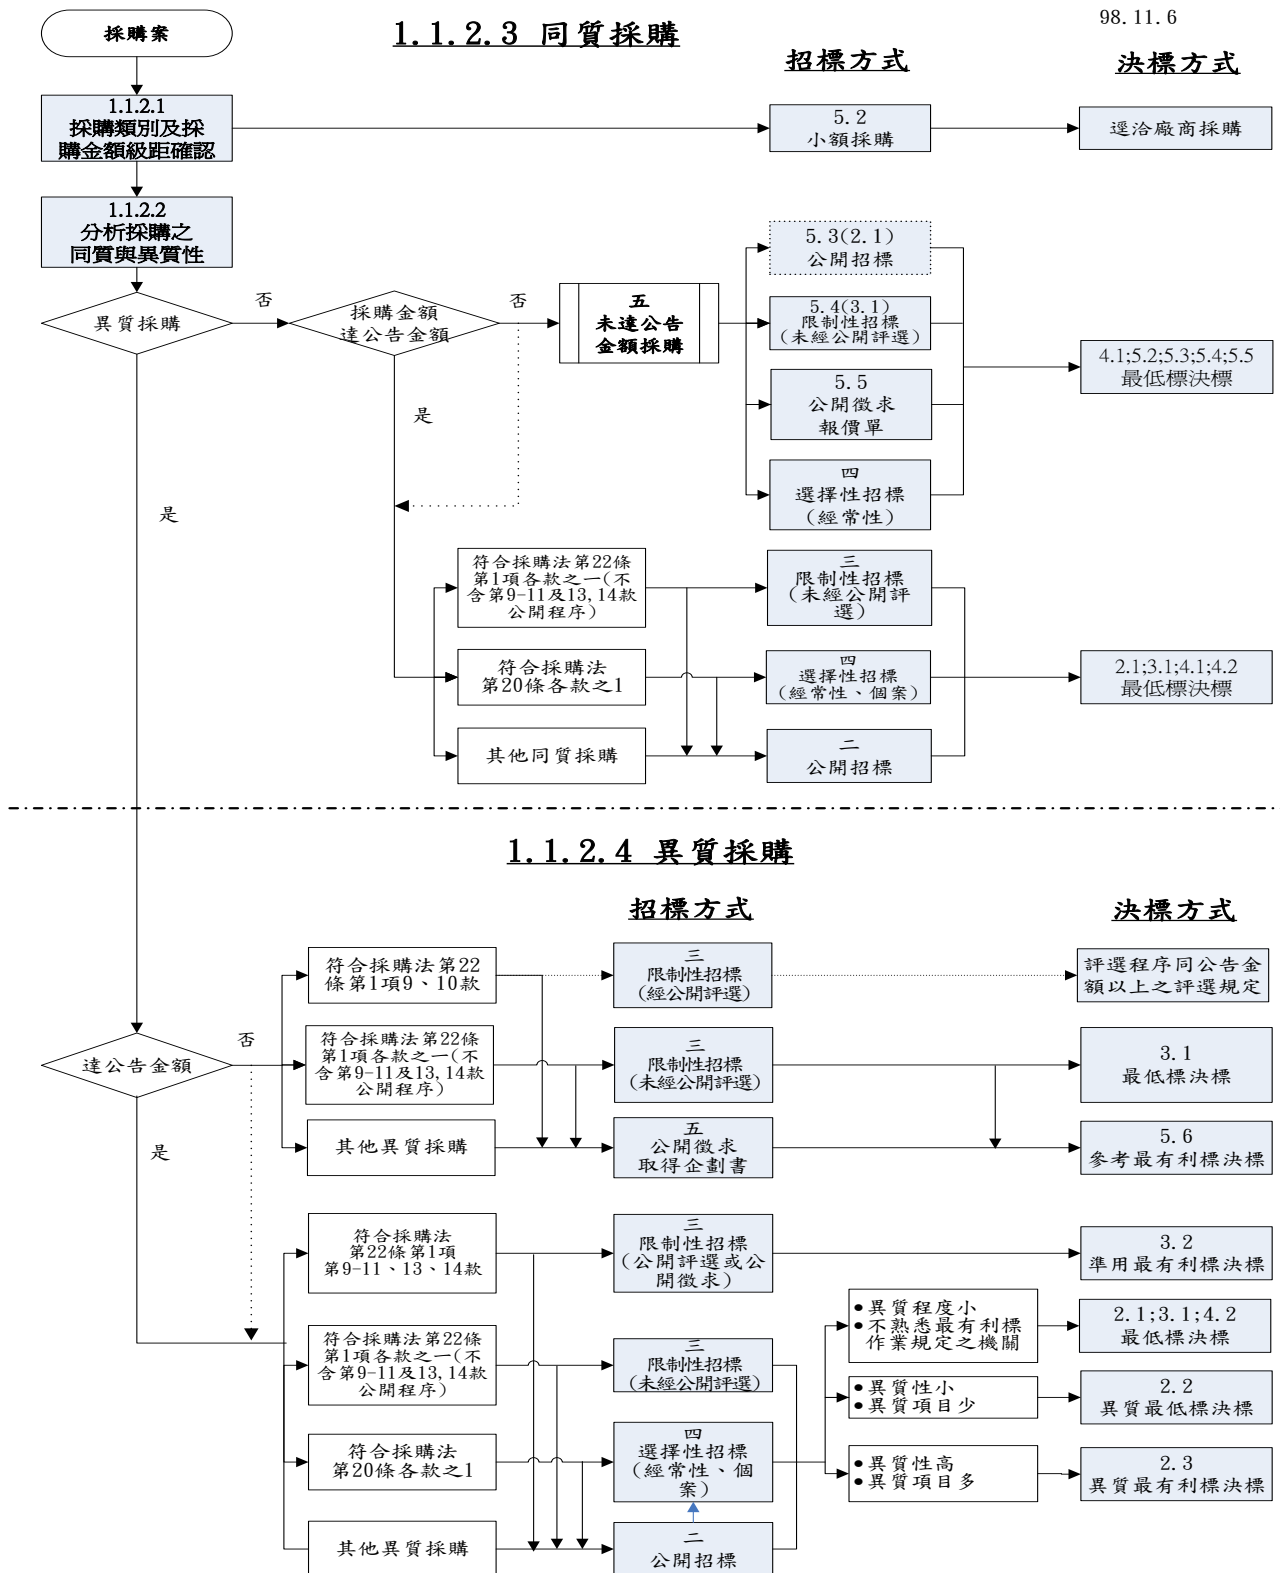 採購案
1.1.2.3 同質採購
98.11.6
招標方式
決標方式
1.1.2.1
採購類別及採
購金額級距確認
5.2
小額採購
逕洽廠商採購
1.1.2.2
分析採購之
同質與異質性
5.3(2.1)
公開招標
異質採購
否
採購金額
達公告金額
否
五
未達公告
金額採購
5.4(3.1)
限制性招標
(未經公開評選)
4.1;5.2;5.3;5.4;5.5
最低標決標
5.5
公開徵求
報價單
是
四
選擇性招標
(經常性)
是
符合採購法第22條
第1項各款之一(不
含第9-11及13,14款
公開程序)
三
限制性招標
(未經公開評
選)
符合採購法
第20條各款之1
四
選擇性招標
(經常性、個案)
2.1;3.1;4.1;4.2
最低標決標
其他同質採購
二
公開招標
1.1.2.4 異質採購
招標方式
決標方式
符合採購法第22
條第1項9、10款
三
限制性招標
(經公開評選)
評選程序同公告金
額以上之評選規定
達公告金額
否
符合採購法第22條
第1項各款之一(不
含第9-11及13,14款
公開程序)
三
限制性招標
(未經公開評選)
3.1
最低標決標
是
其他異質採購
五
公開徵求
取得企劃書
5.6
參考最有利標決標
符合採購法
第22條第1項
第9-11、13、14款
三
限制性招標
(公開評選或公
開徵求)
3.2
準用最有利標決標
•異質程度小
•不熟悉最有利標
作業規定之機關
2.1;3.1;4.2
最低標決標
符合採購法第22條
第1項各款之一(不
含第9-11及13,14款
公開程序)
三
限制性招標
(未經公開評選)
•異質性小
•異質項目少
2.2
異質最低標決標
符合採購法
第20條各款之1
四
選擇性招標
(經常性、個
案)
•異質性高
•異質項目多
2.3
異質最有利標決標
其他異質採購
二
公開招標